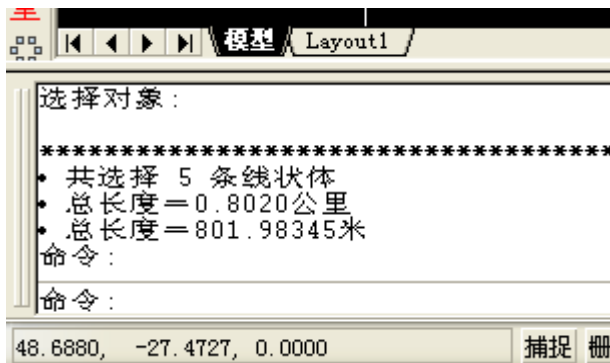 模型 Layout1
选择对象:
****************************************
• 共选择 5 条线状体
• 总长度=0.8020公里
• 总长度=801.98345米
命令:
命令:
48.6880, -27.4727, 0.0000 捕捉 栅